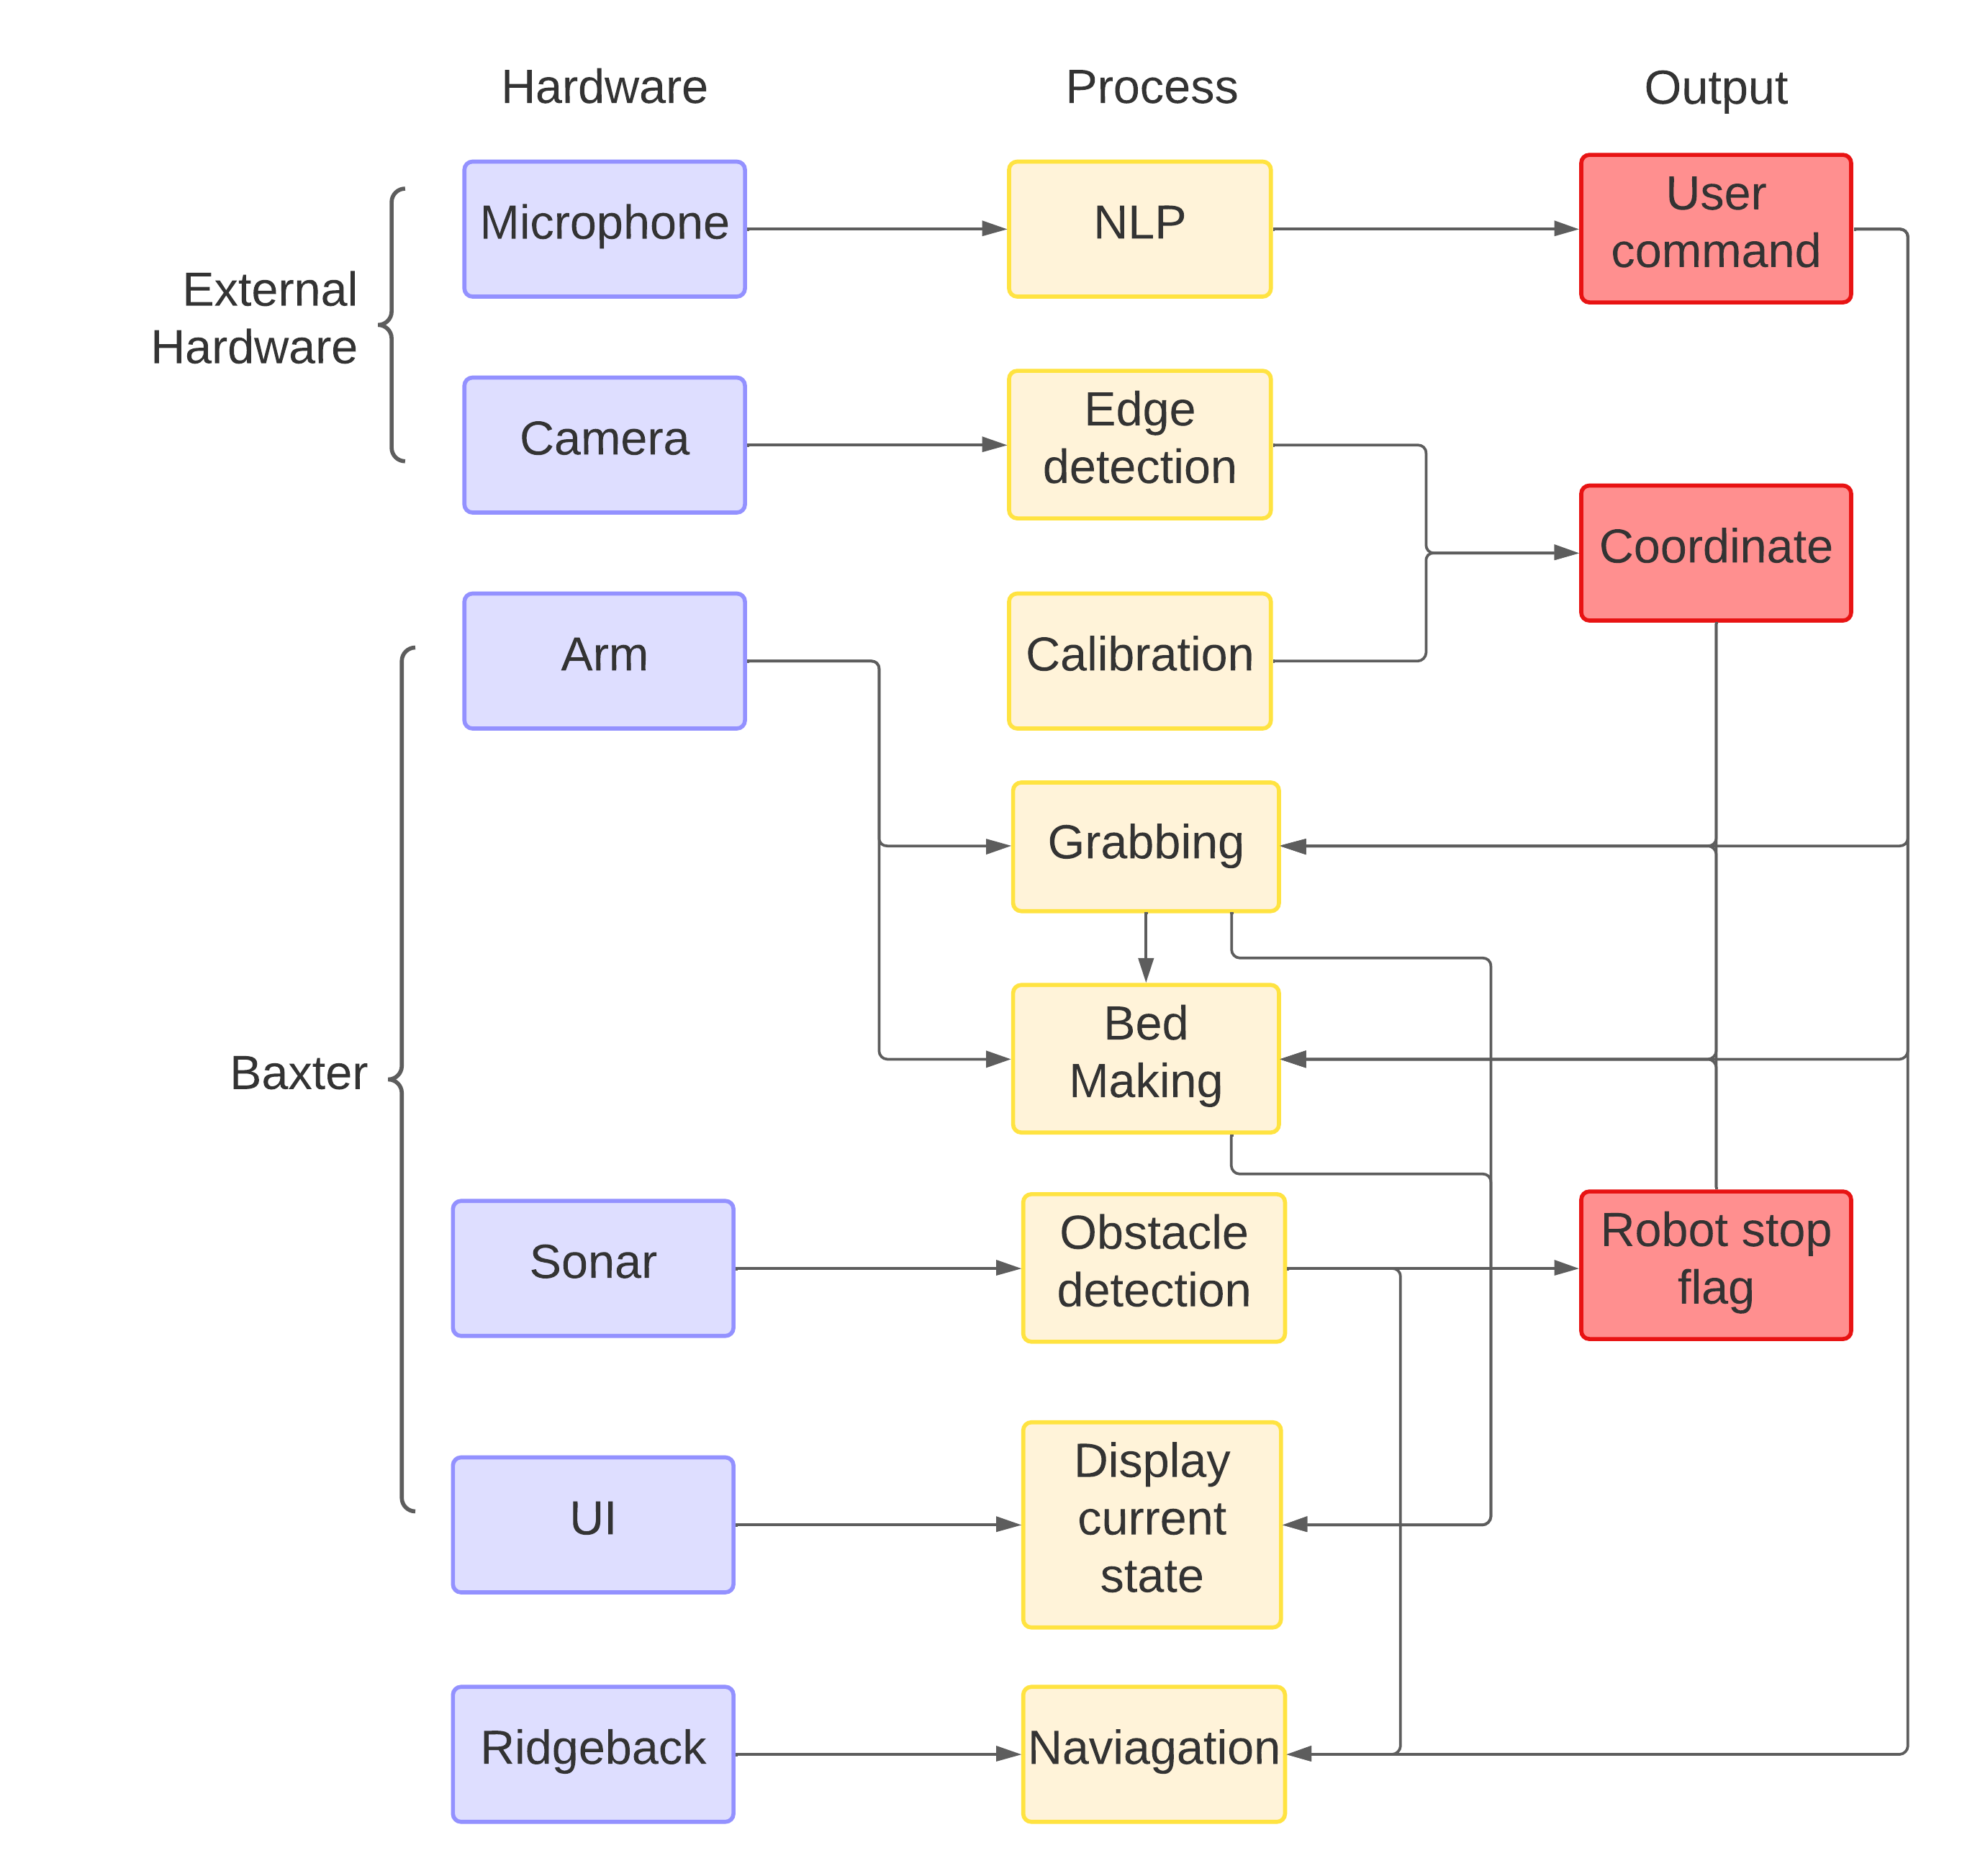 Hardware
Process
Output
External
Hardware
Microphone
NLP
User
command
Camera
Edge
detection
Coordinate
Arm
Calibration
Grabbing
Baxter
Bed
Making
Sonar
Obstacle
detection
Robot stop
flag
UI
Display
current
state
Ridgeback
Naviagation